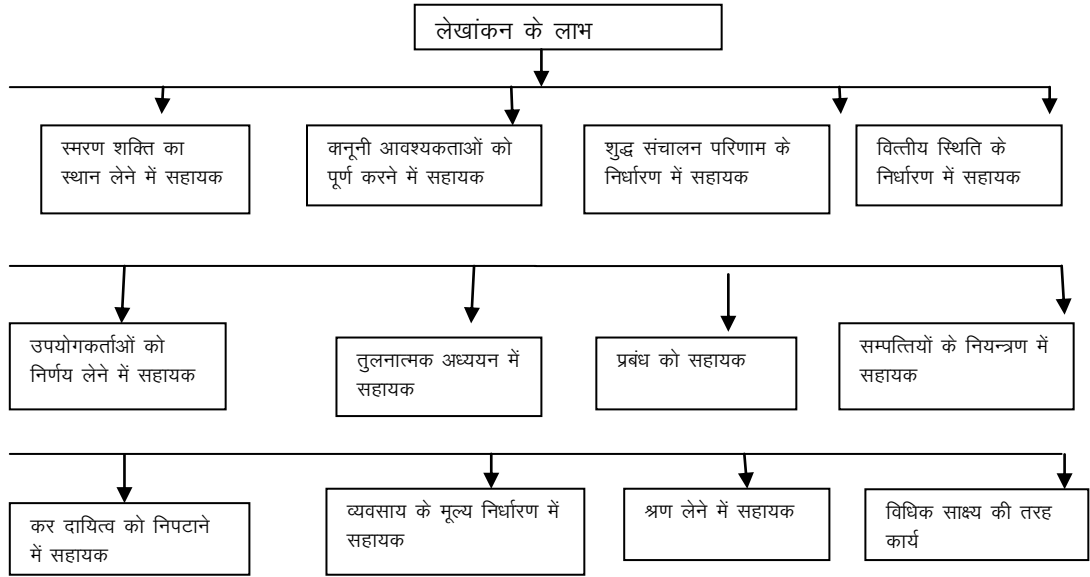 लेखांकन के लाभ
स्मरण शक्ति का
स्थान लेने में सहायक
कानूनी आवश्यकताओं को
पूर्ण करने में सहायक
शुद्ध संचालन परिणाम के
निर्धारण में सहायक
वित्तीय स्थिति के
निर्धारण में सहायक
उपयोगकर्ताओं को
निर्णय लेने में सहायक
तुलनात्मक अध्ययन में
सहायक
प्रबंध को सहायक
सम्पत्तियों के नियन्त्रण में
सहायक
कर दायित्व को निपटाने
में सहायक
व्यवसाय के मूल्य निर्धारण में
सहायक
श्रण लेने में सहायक
विधिक साक्ष्य की तरह
कार्य